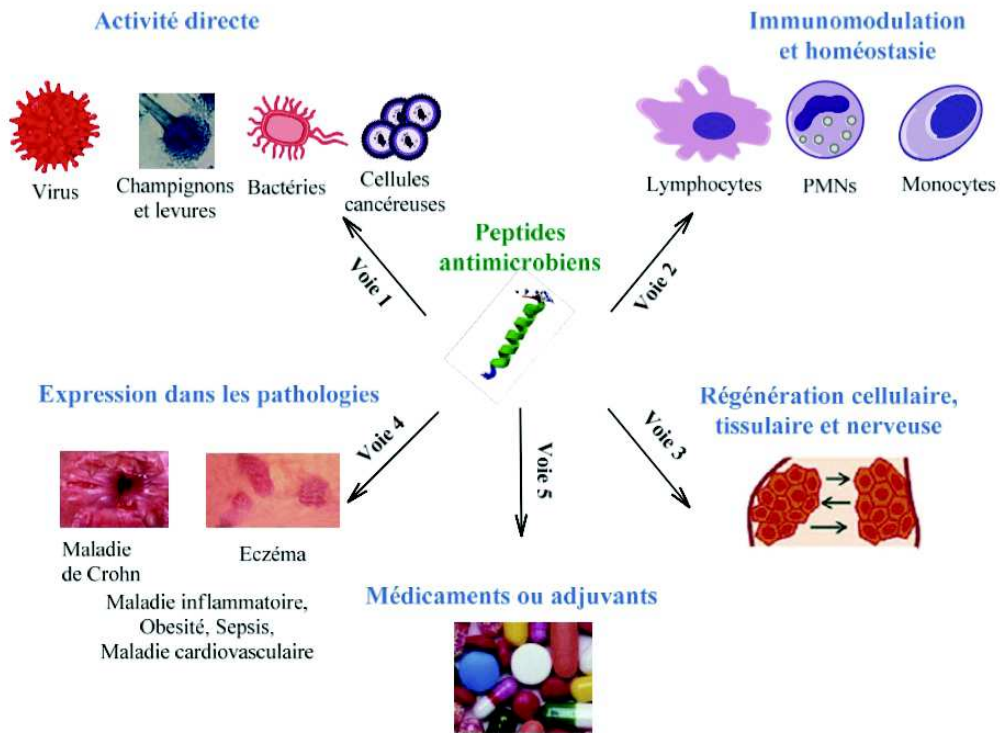 Activité directe
Immunomodulation
et homéostasie
Virus
Champignons
et levures
Bactéries
Cellules
cancéreuses
Lymphocytes
PMNs
Monocytes
Peptides
antimicrobiens
Voie 1
Voie 2
Expression dans les pathologies
Voie 4
Voie 5
Voie 3
Régénération cellulaire,
tissulaire et nerveuse
Maladie
de Crohn
Eczéma
Maladie inflammatoire,
Obesité, Sepsis,
Maladie cardiovasculaire
Médicaments ou adjuvants